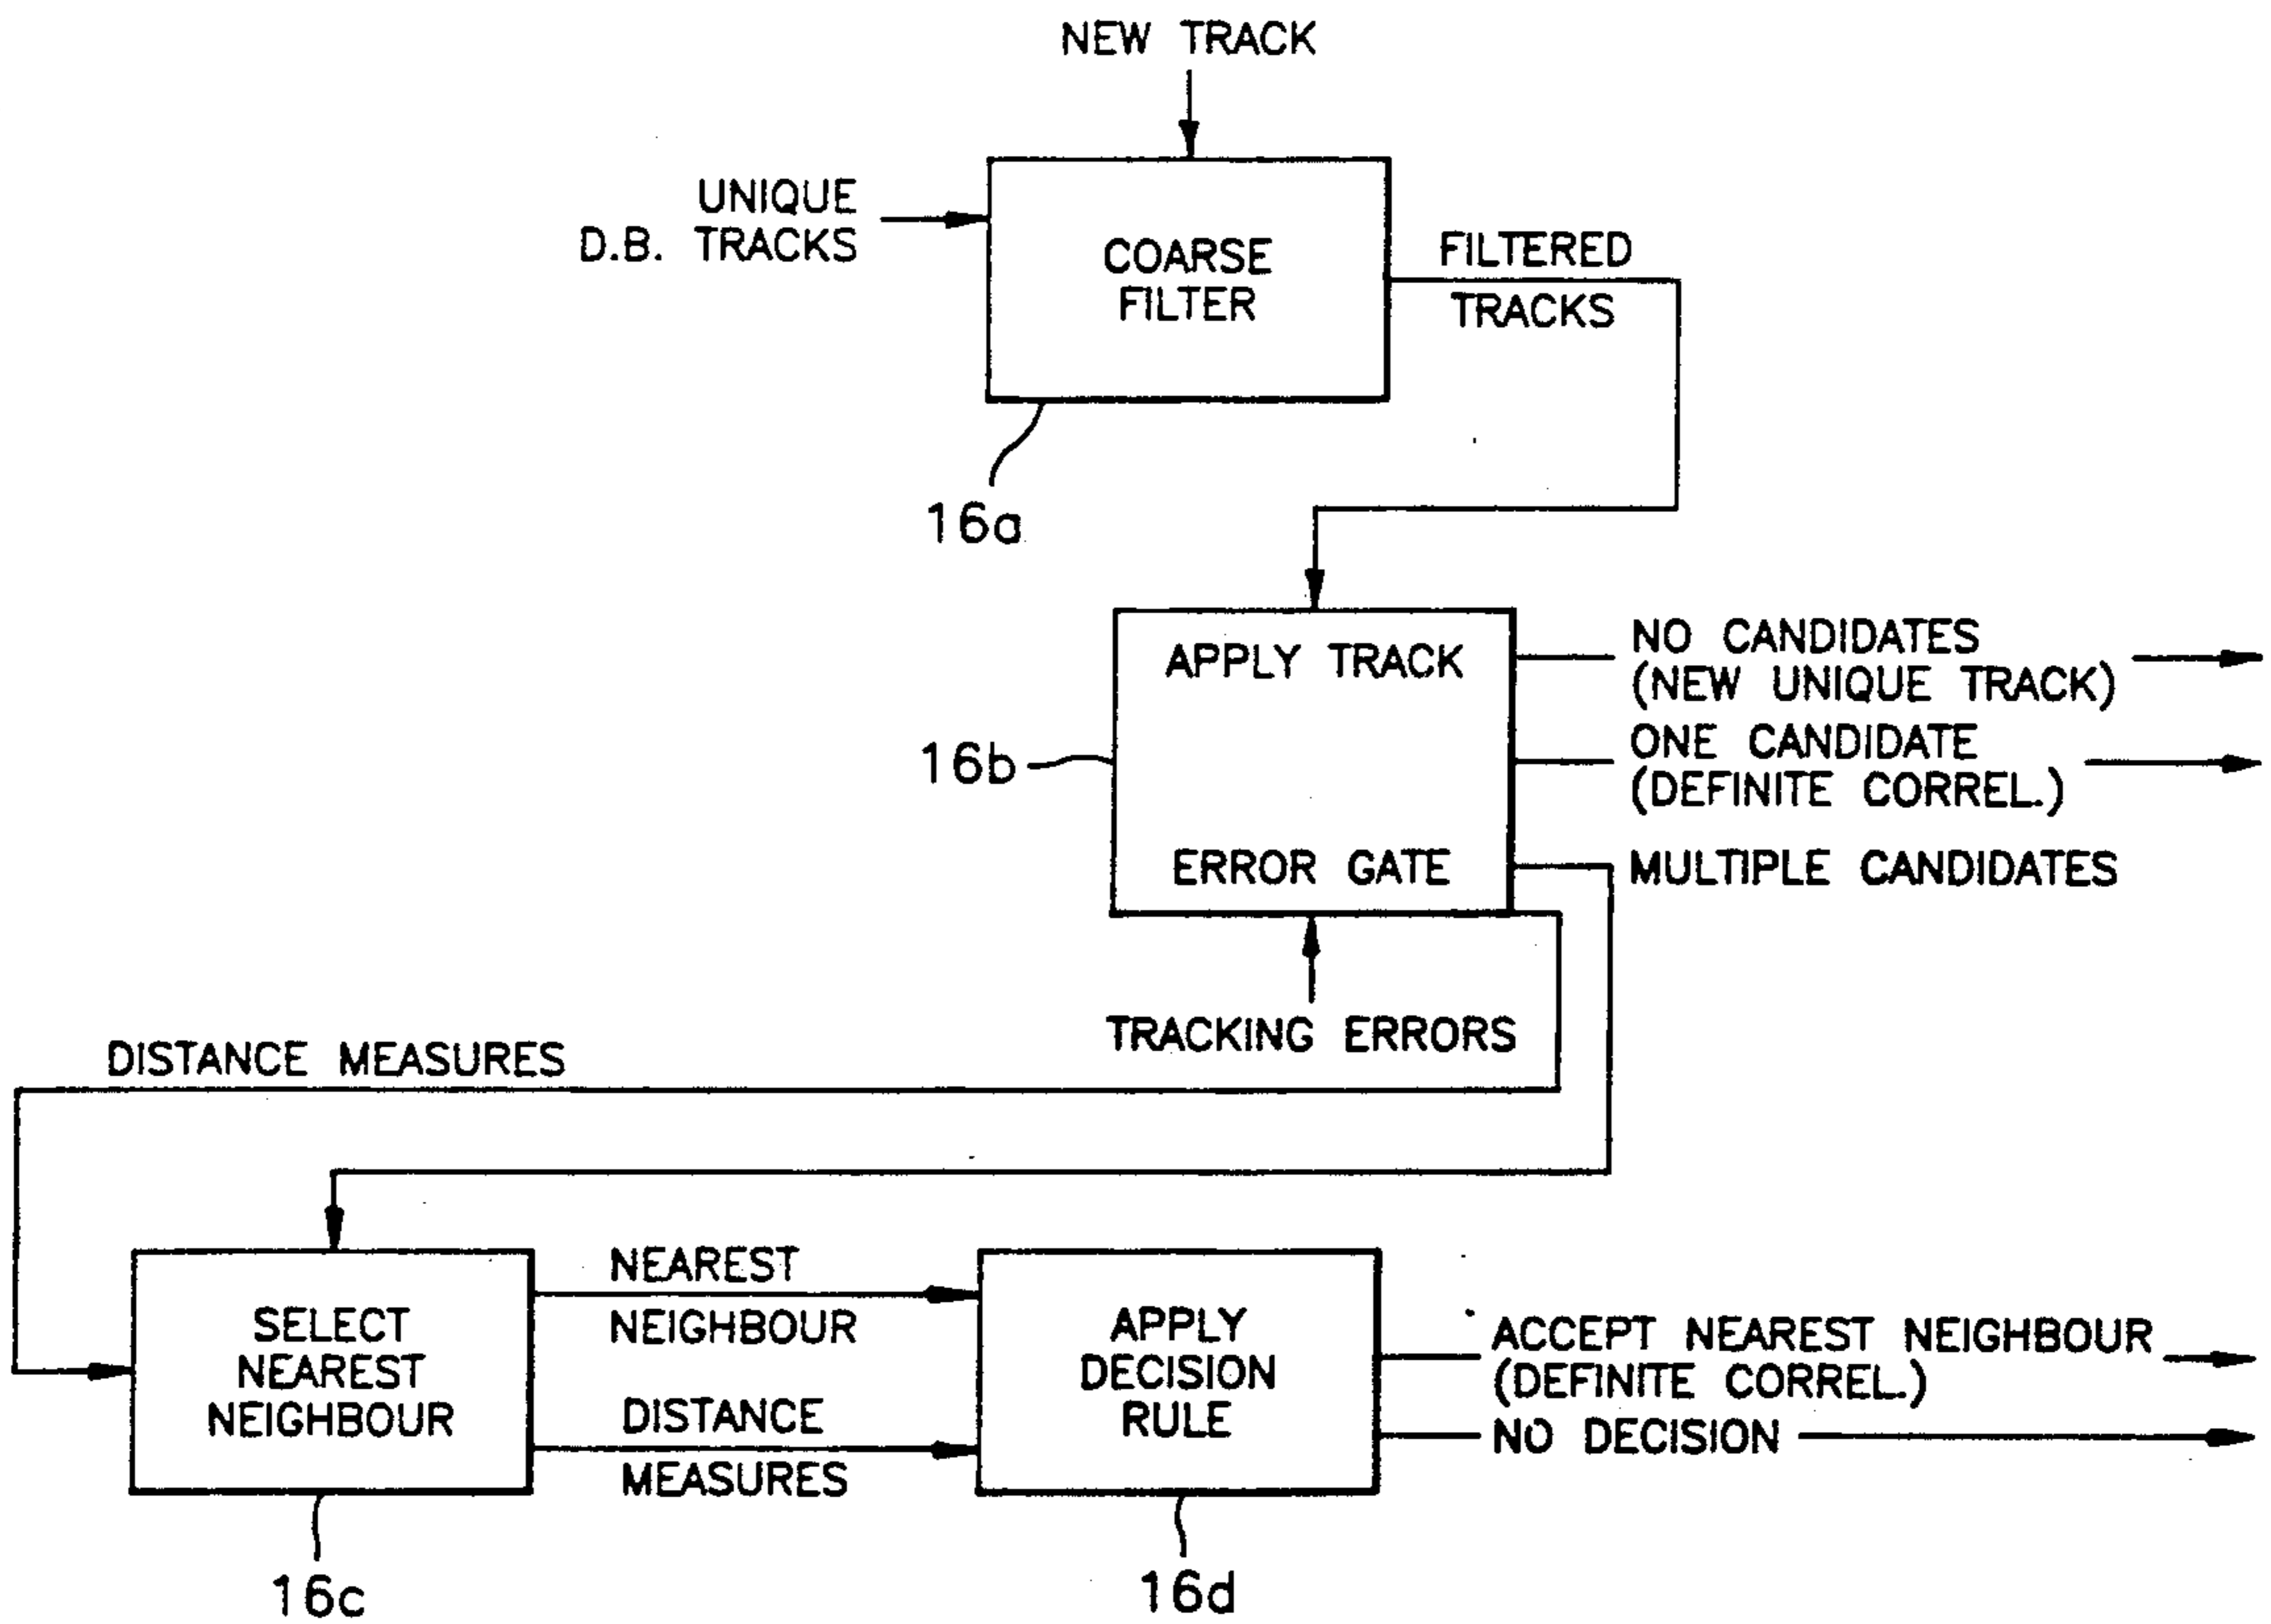 NEW TRACK
UNIQUE
D.B. TRACKS
COARSE
FILTER
FILTERED
TRACKS
16a
APPLY TRACK
ERROR GATE
16b
NO CANDIDATES
(NEW UNIQUE TRACK)
ONE CANDIDATE
(DEFINITE CORREL.)
MULTIPLE CANDIDATES
TRACKING ERRORS
DISTANCE MEASURES
SELECT
NEAREST
NEIGHBOUR
NEAREST
NEIGHBOUR
DISTANCE
MEASURES
APPLY
DECISION
RULE
ACCEPT NEAREST NEIGHBOUR
(DEFINITE CORREL.)
NO DECISION
16c
16d